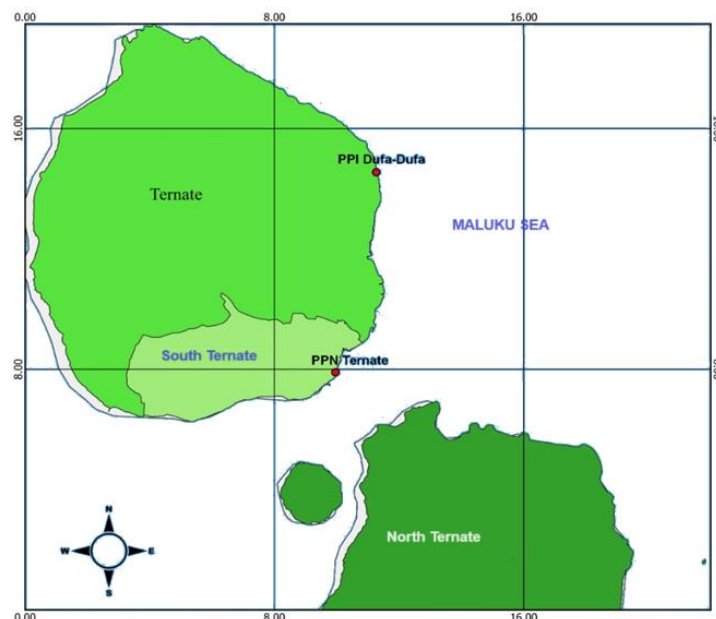 0.00 8.00 16.00
16.00
PPI Dufa-Dufa
Ternate
MALUKU SEA
South Ternate
PPN Ternate
8.00
North Ternate
N
W E
S
0.00 8.00 16.00